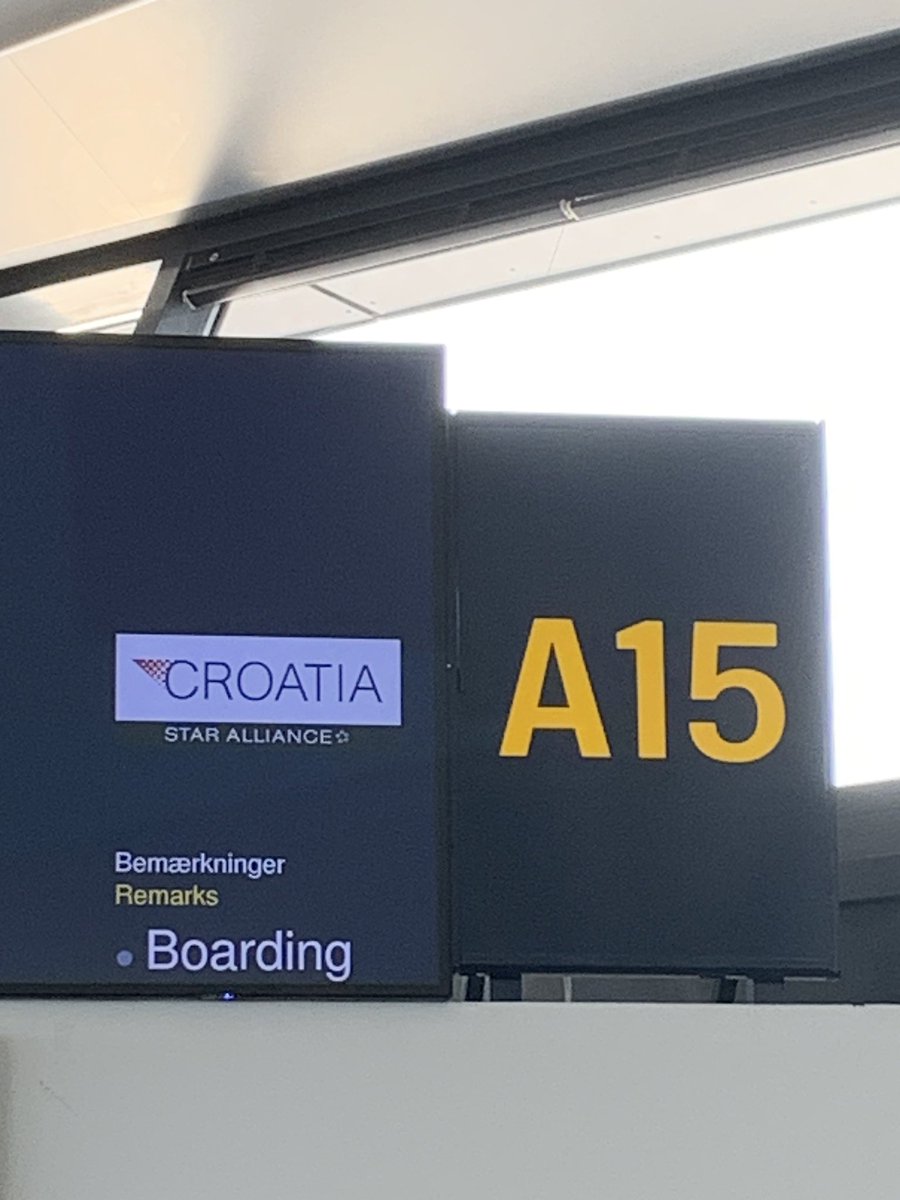 CROATIA
STAR ALLIANCE
Bemærkninger
Remarks
Boarding
A15